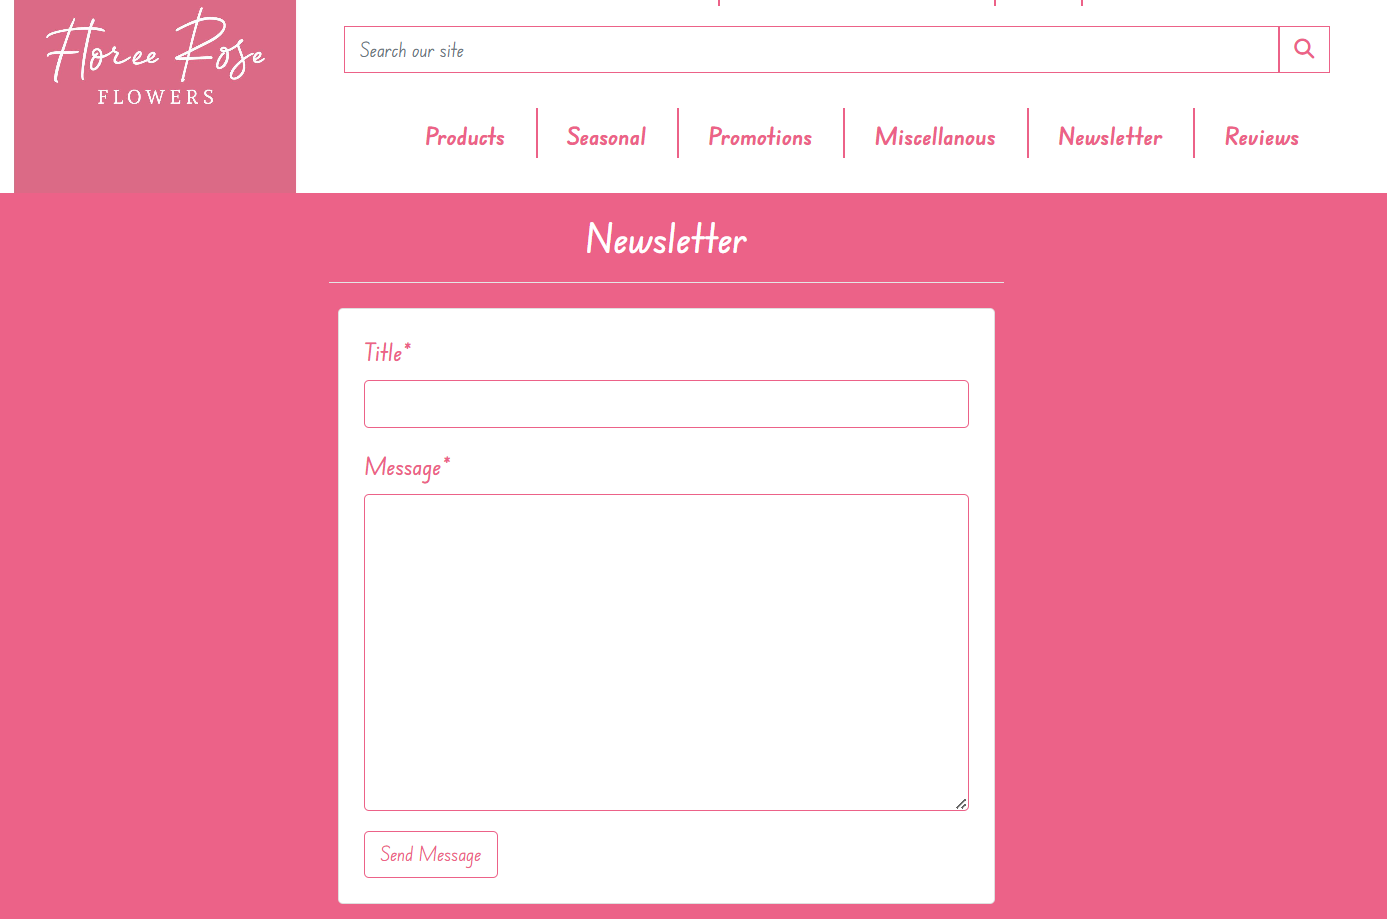 Floree Rose
FLOWERS
Search our site
Products Seasonal Promotions Miscellanous Newsletter Reviews
Newsletter
Title*
Message*
Send Message